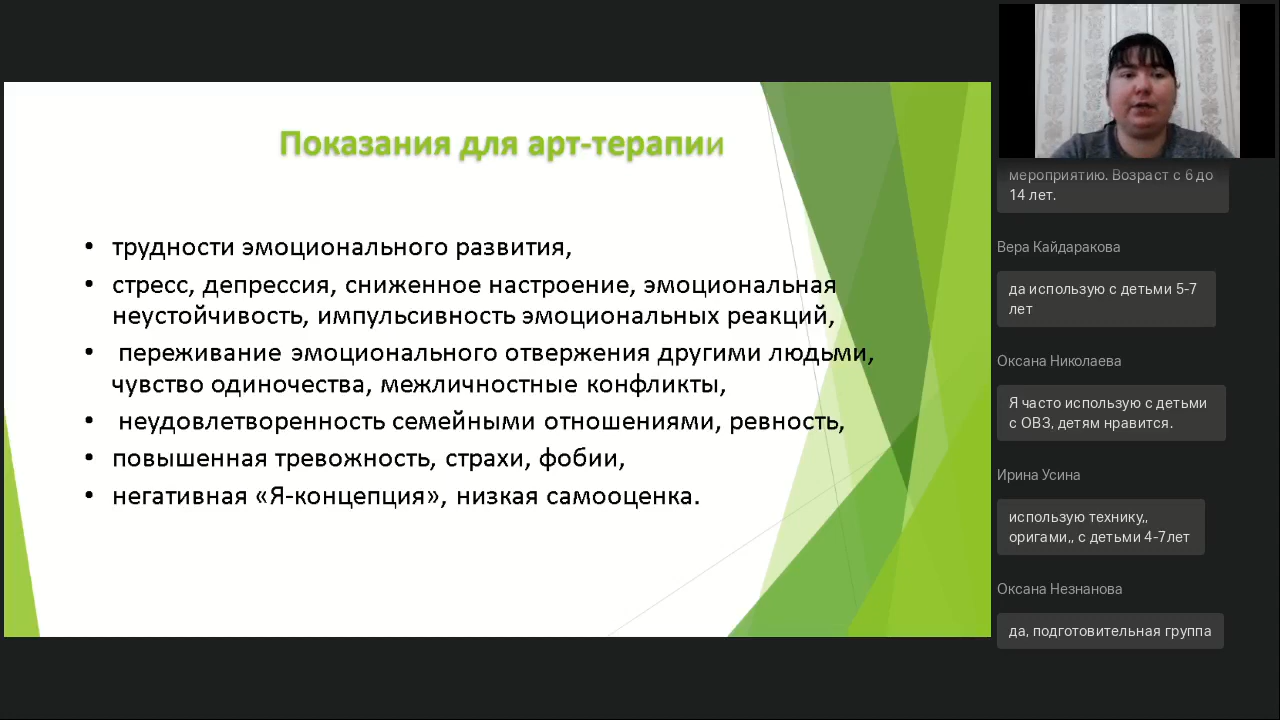 Показания для арт-терапии
• трудности эмоционального развития,
• стресс, депрессия, сниженное настроение, эмоциональная
неустойчивость, импульсивность эмоциональных реакций,
• переживание эмоционального отвержения другими людьми,
чувство одиночества, межличностные конфликты,
• неудовлетворенность семейными отношениями, ревность,
• повышенная тревожность, страхи, фобии,
• негативная «Я-концепция», низкая самооценка.
мероприятию. Возраст с 6 до
14 лет.
Вера Кайдаракова
да использую с детьми 5-7
лет
Оксана Николаева
Я часто использую с детьми
с ОВЗ, детям нравится.
Ирина Усина
использую технику,,
оригами,, с детьми 4-7лет
Оксана Незнанова
да, подготовительная группа